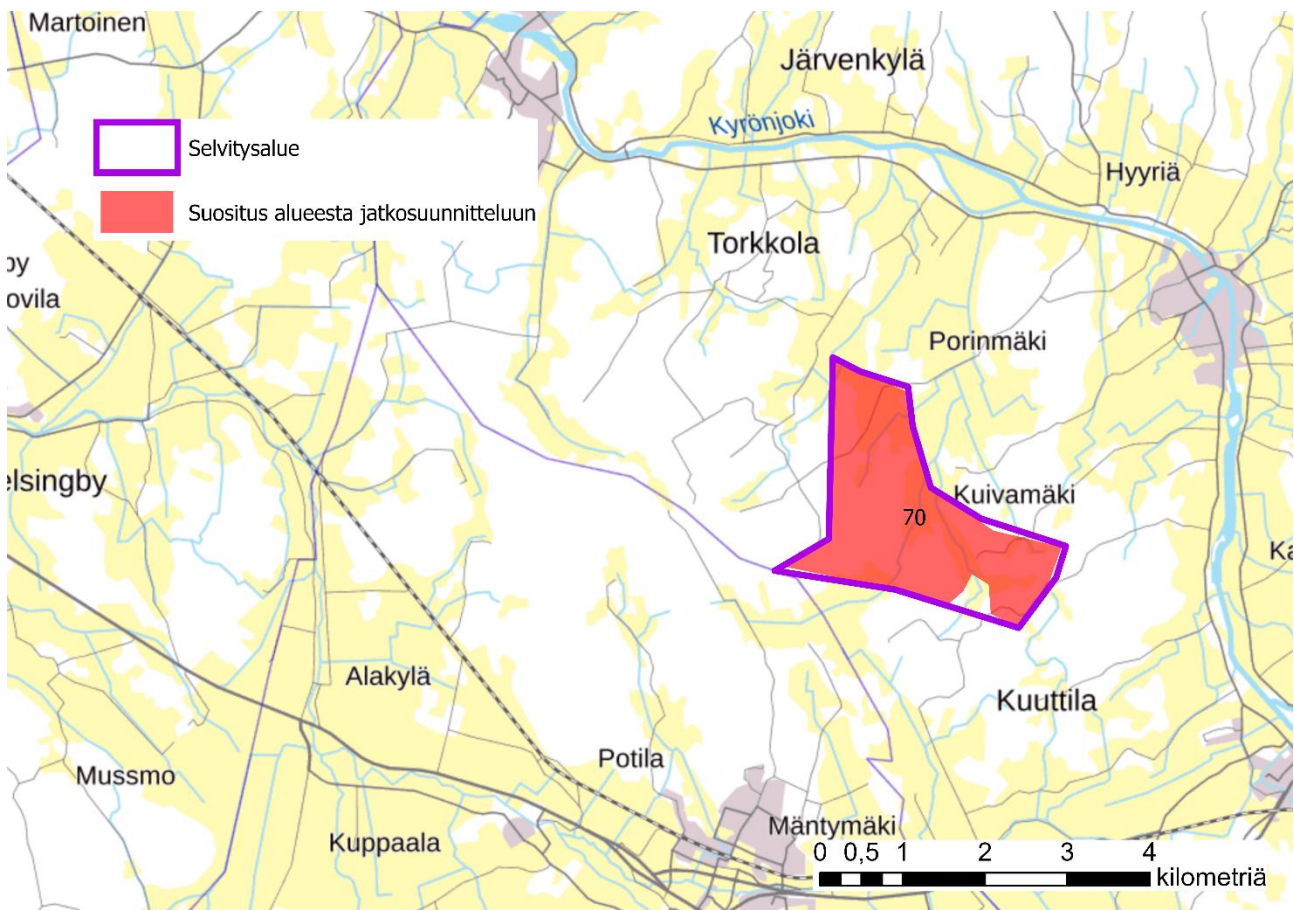 Martoinen
Järvenkylä
Kyrönjoki
Selvitysalue
Hyyriä
Suositus alueesta jatkosuunnitteluun
Torkkola
by
ovila
Porinmäki
elsingby
Kuivamäki
70
Ka
Alakylä
Kuuttila
Potila
Mussmo
Mäntymäki
Kuppaala
0 0,5 1 2 3 4
kilometriä